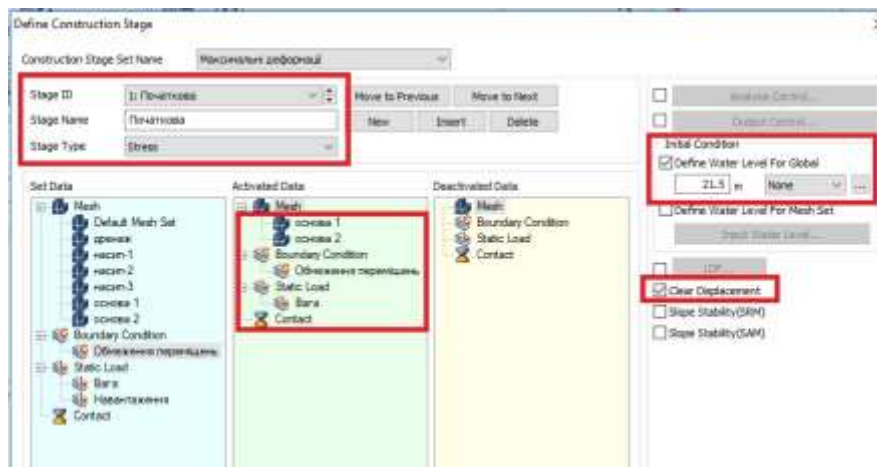 Define Construction Stage
Construction Stage Set Name Максимальні деформації
Stage ID 1: Початкова Move to Previous Move to Next Analysis Control...
Stage Name Початкова New Insert Delete Output Control...
Stage Type Stress
Initial Condition
Define Water Level For Global
21.5 m None ...
Define Water Level For Mesh Set
Input Water Level...
LDF...
Clear Displacement
Slope Stability(SRM)
Slope Stability(SAM)
Set Data
Mesh
Default Mesh Set
дренаж
насип-1
насип-2
насип-3
основа 1
основа 2
Boundary Condition
Обмеження переміщень
Static Load
Вага
Навантаження
Contact
Activated Data
Mesh
основа 1
основа 2
Boundary Condition
Обмеження переміщень
Static Load
Вага
Contact
Deactivated Data
Mesh
Boundary Condition
Static Load
Contact